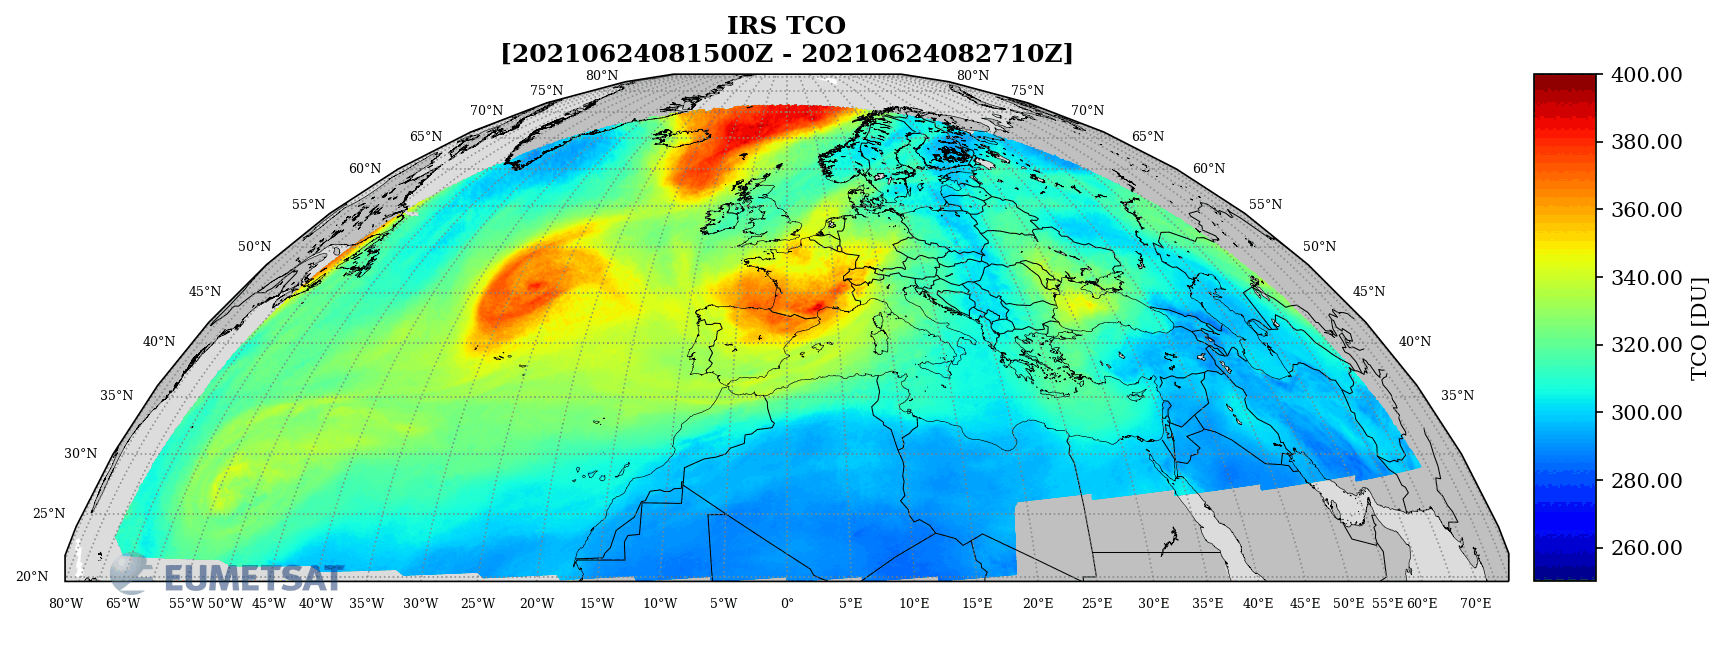 IRS TCO
[20210624081500Z - 20210624082710Z]
80°N 80°N
75°N 75°N
70°N 70°N
65°N 65°N
60°N 60°N
55°N 55°N
50°N 50°N
45°N 45°N
40°N 40°N
35°N 35°N
30°N
25°N
20°N
80°W 65°W 55°W 50°W 45°W 40°W 35°W 30°W 25°W 20°W 15°W 10°W 5°W 0° 5°E 10°E 15°E 20°E 25°E 30°E 35°E 40°E 45°E 50°E 55°E 60°E 70°E
EUMETSAT
400.00
380.00
360.00
340.00
320.00
300.00
280.00
260.00
TCO [DU]